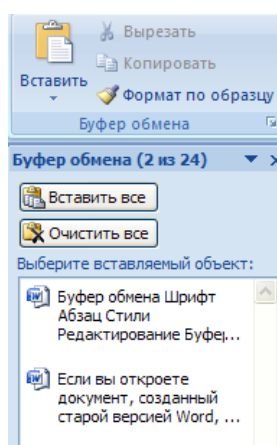 Вырезать
Копировать
Вставить
Формат по образцу
Буфер обмена
Буфер обмена (2 из 24)
Вставить все
Очистить все
Выберите вставляемый объект:
Буфер обмена Шрифт
Абзац Стили
Редактирование Буфе...
Если вы откроете
документ, созданный
старой версией Word, ...